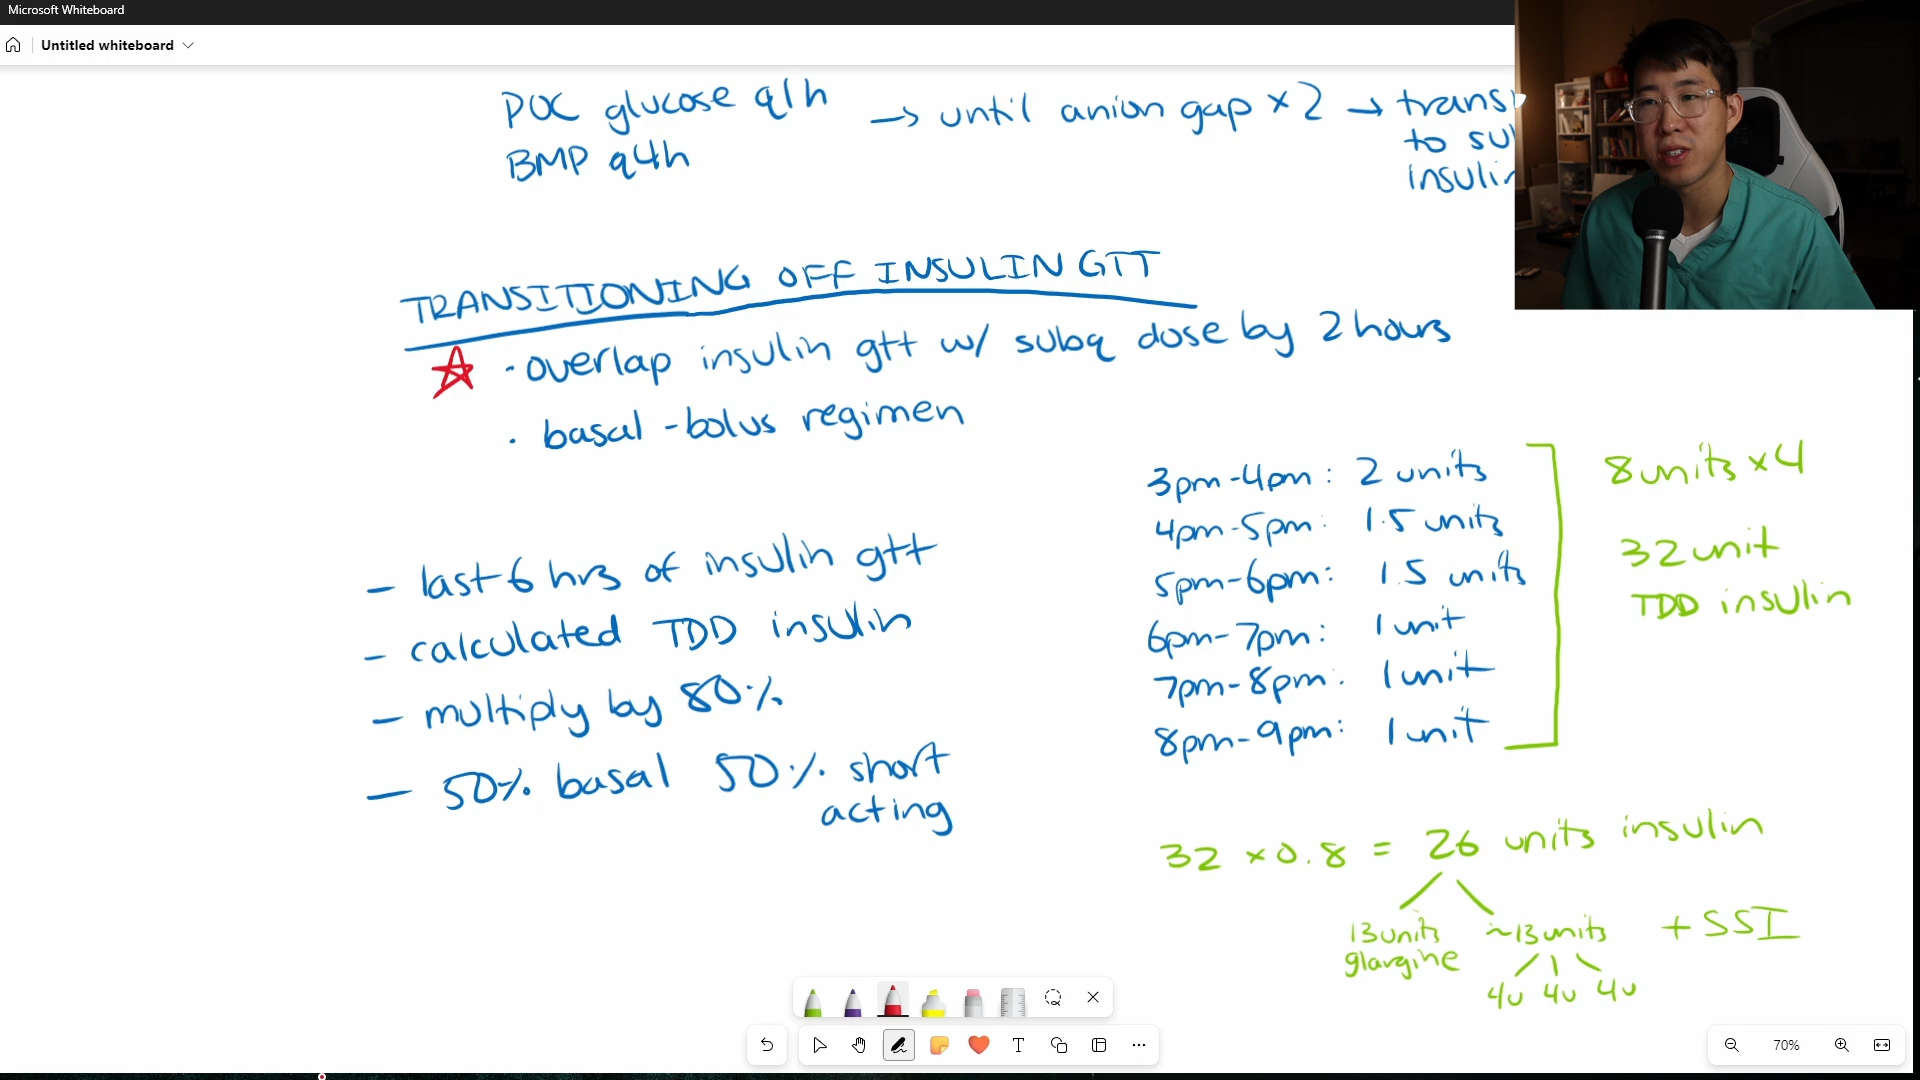 Microsoft Whiteboard
Untitled whiteboard
POC glucose q1h
BMP q4h
→ until anion gap x2 → trans
to su
insulin
TRANSITIONING OFF INSULIN GTT
· overlap insulin gtt w/ subq dose by 2 hours
· basal-bolus regimen
- last 6 hrs of insulin gtt
- calculated TDD insulin
- multiply by 80%
- 50% basal 50% short
acting
3pm-4pm: 2 units
4pm-5pm: 1.5 units
5pm-6pm: 1.5 units
6pm-7pm: 1 unit
7pm-8pm: 1 unit
8pm-9pm: 1 unit
8 units x4
32 unit
TDD insulin
32 x0.8 = 26 units insulin
13 units
glargine
~13 units
+ SSI
4u 4u 4u
70%